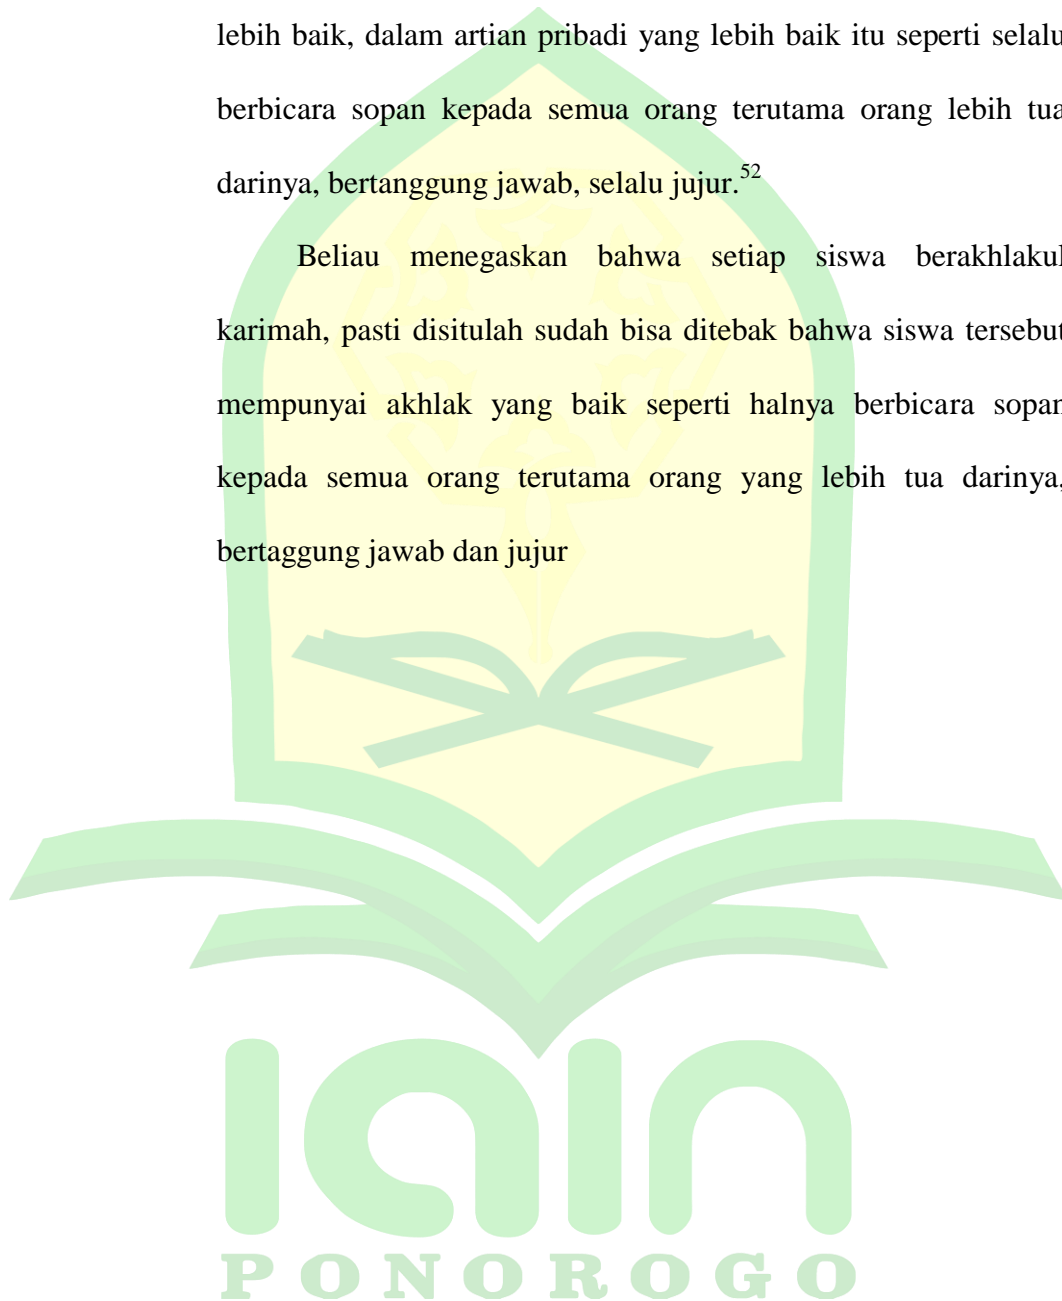 lebih baik, dalam artian pribadi yang lebih baik itu seperti selalu
berbicara sopan kepada semua orang terutama orang lebih tua
darinya, bertanggung jawab, selalu jujur.52
Beliau menegaskan bahwa setiap siswa berakhlakul
karimah, pasti disitulah sudah bisa ditebak bahwa siswa tersebut
mempunyai akhlak yang baik seperti halnya berbicara sopan
kepada semua orang terutama orang yang lebih tua darinya,
bertaggung jawab dan jujur
iain
PONOROGO